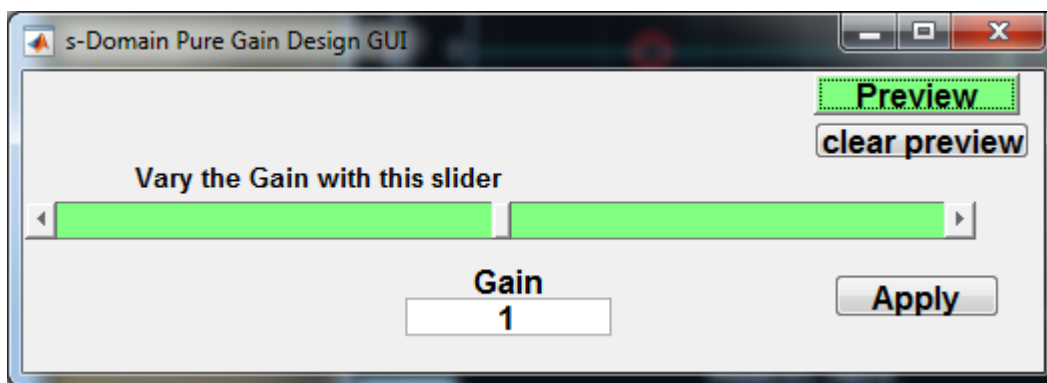 s-Domain Pure Gain Design GUI
Preview
clear preview
Vary the Gain with this slider
Gain
1
Apply